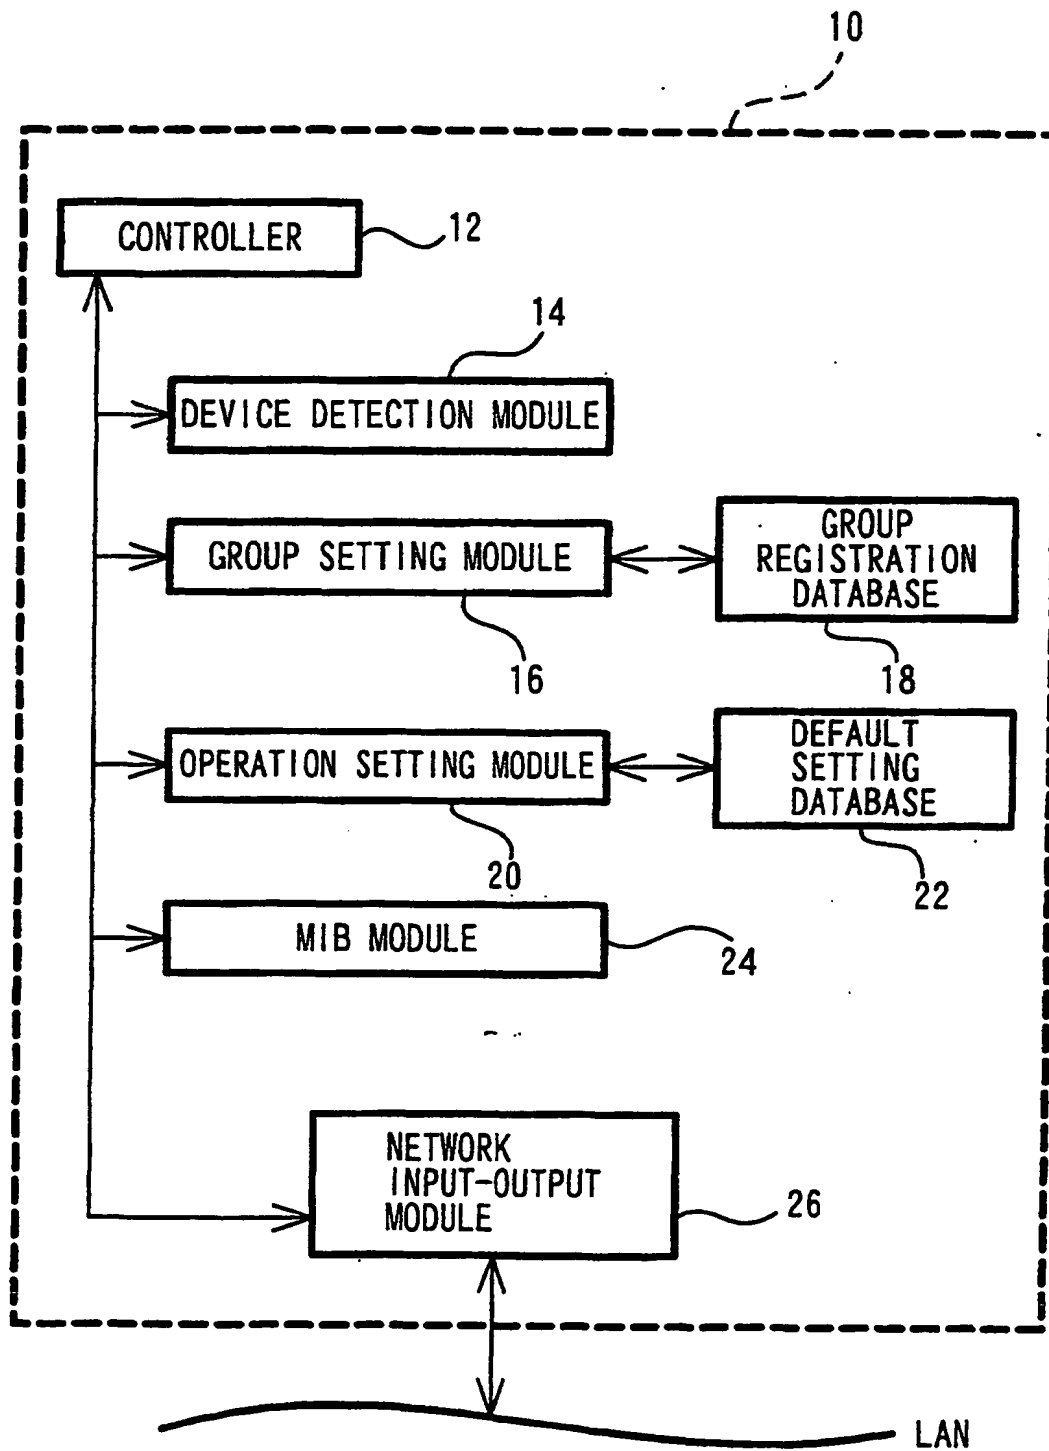 10
CONTROLLER
12
14
DEVICE DETECTION MODULE
GROUP SETTING MODULE
16
GROUP
REGISTRATION
DATABASE
18
OPERATION SETTING MODULE
20
DEFAULT
SETTING
DATABASE
22
MIB MODULE
24
NETWORK
INPUT-OUTPUT
MODULE
26
LAN